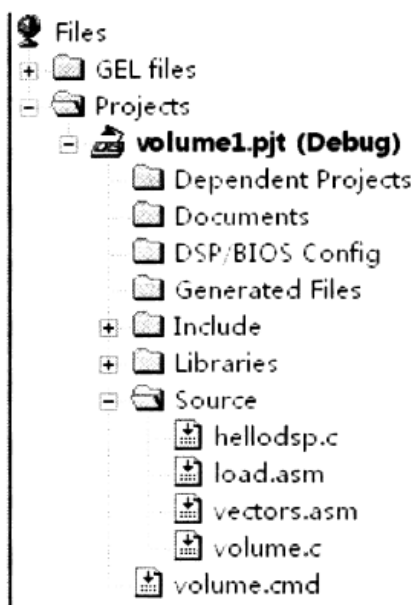 Files
GEL files
Projects
volume1.pjt (Debug)
Dependent Projects
Documents
DSP/BIOS Config
Generated Files
Include
Libraries
Source
hellodsp.c
load.asm
vectors.asm
volume.c
volume.cmd